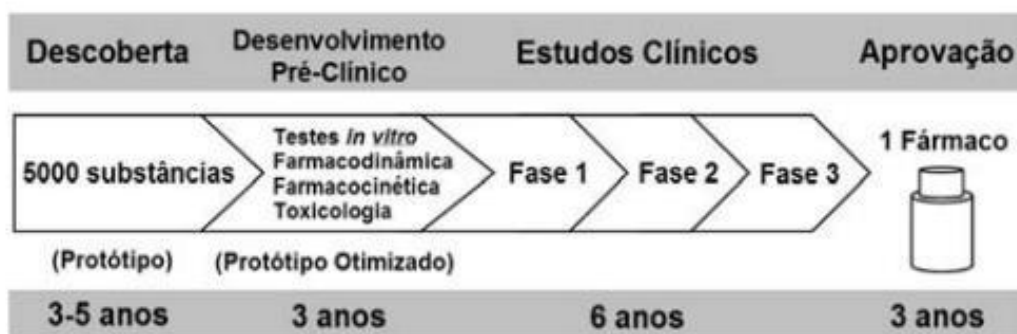 Descoberta
Desenvolvimento
Pré-Clínico
Estudos Clínicos
Aprovação
5000 substâncias
Testes in vitro
Farmacodinâmica
Farmacocinética
Toxicologia
Fase 1
Fase 2
Fase 3
1 Fármaco
(Protótipo)
(Protótipo Otimizado)
3-5 anos
3 anos
6 anos
3 anos